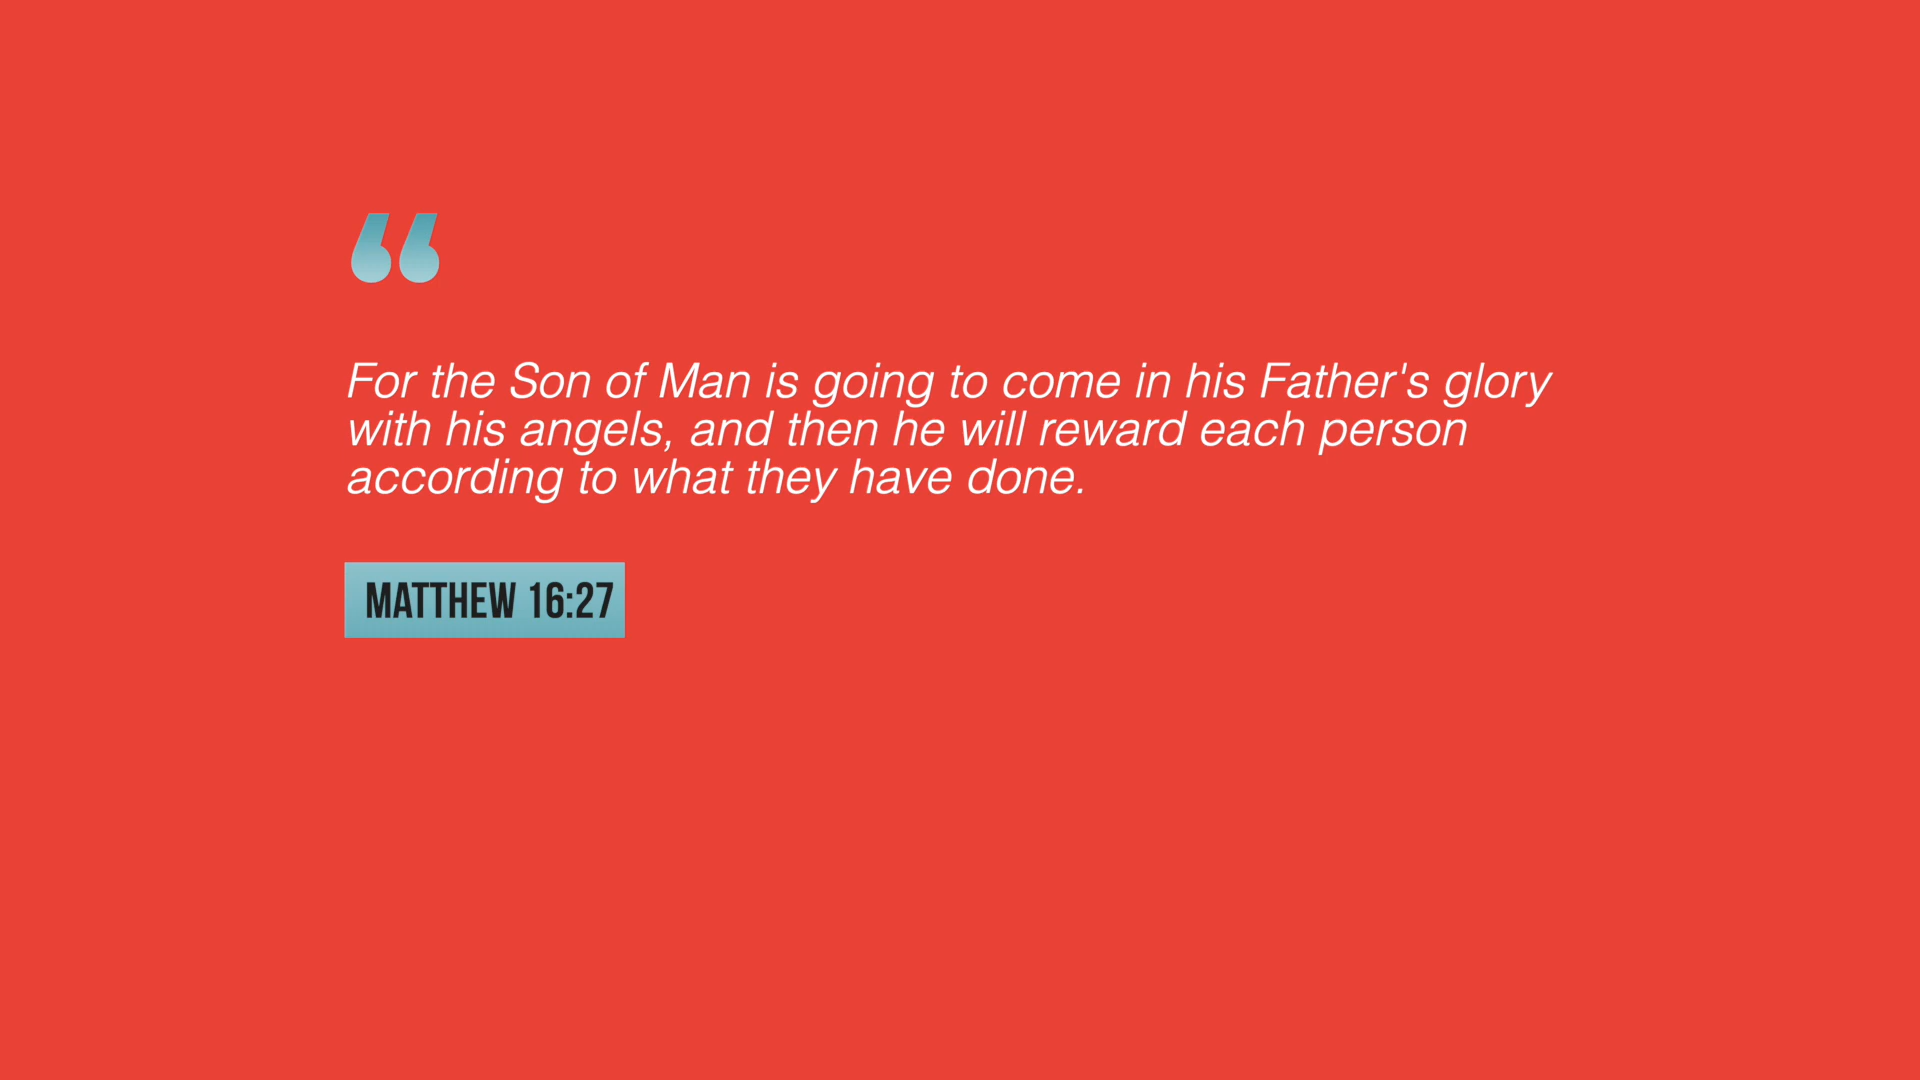 “
For the Son of Man is going to come in his Father's glory
with his angels, and then he will reward each person
according to what they have done.
MATTHEW 16:27